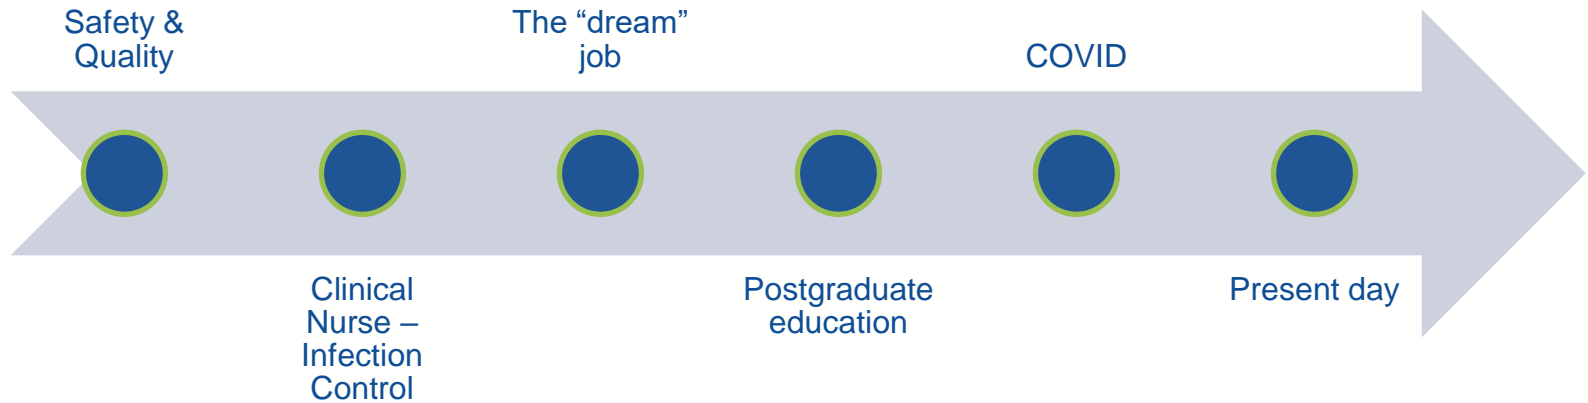 Safety &
Quality
Clinical
Nurse –
Infection
Control
The “dream”
job
Postgraduate
education
COVID
Present day